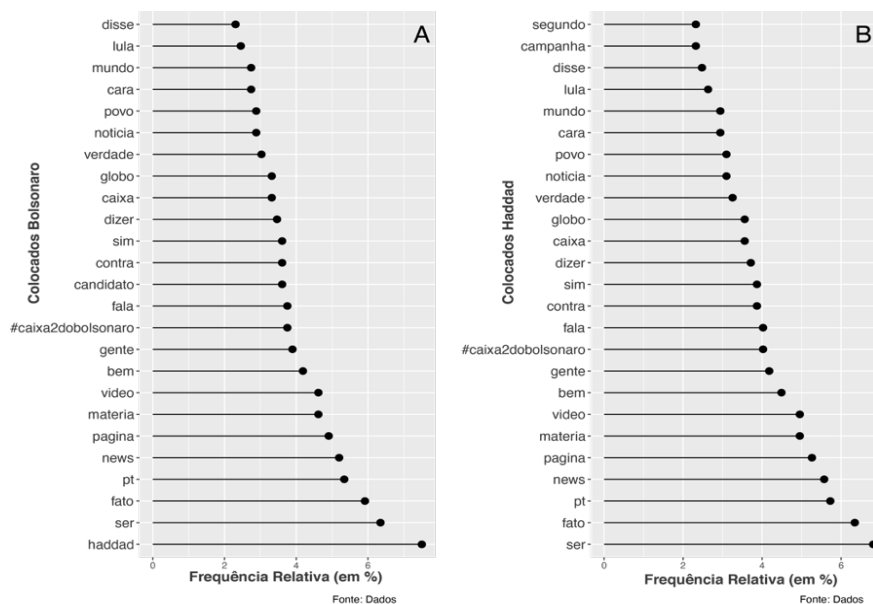 A
Colocados Bolsonaro
disse
lula
mundo
cara
povo
noticia
verdade
globo
caixa
dizer
sim
contra
candidato
fala
#caixa2dobolsonaro
gente
bem
video
materia
pagina
news
pt
fato
ser
haddad
0 2 4 6
Frequência Relativa (em %)
Fonte: Dados
B
Colocados Haddad
segundo
campanha
disse
lula
mundo
cara
povo
noticia
verdade
globo
caixa
dizer
sim
contra
fala
#caixa2dobolsonaro
gente
bem
video
materia
pagina
news
pt
fato
ser
0 2 4 6
Frequência Relativa (em %)
Fonte: Dados